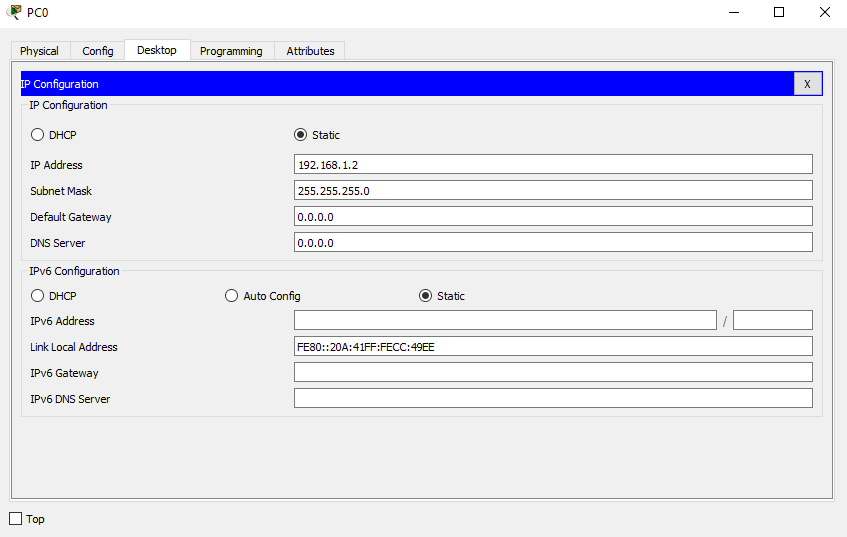 PC0
Physical Config Desktop Programming Attributes
IP Configuration X
IP Configuration
DHCP Static
IP Address 192.168.1.2
Subnet Mask 255.255.255.0
Default Gateway 0.0.0.0
DNS Server 0.0.0.0
IPv6 Configuration
DHCP Auto Config Static
IPv6 Address /
Link Local Address FE80::20A:41FF:FECC:49EE
IPv6 Gateway
IPv6 DNS Server
Top